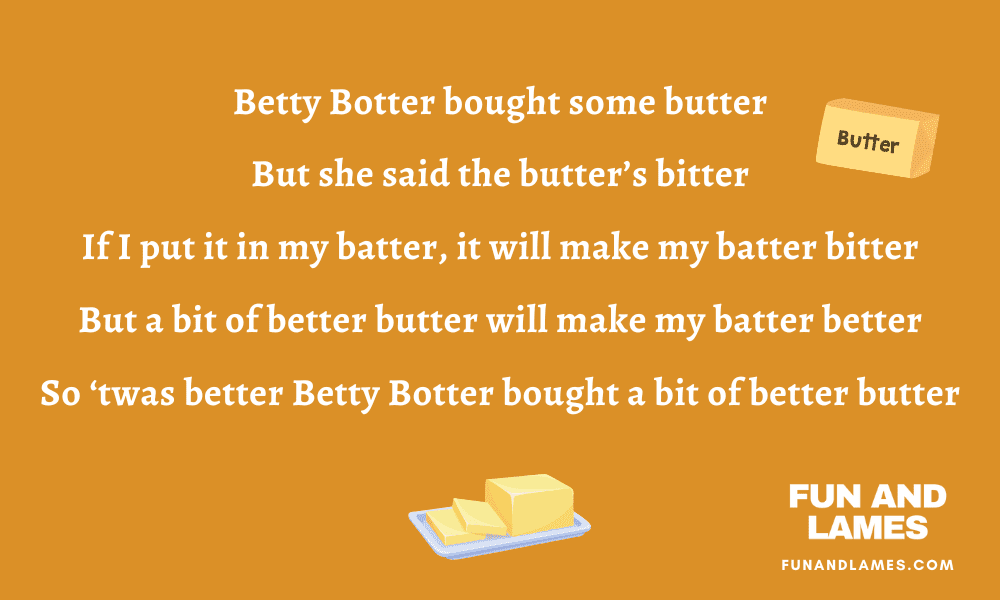 Betty Botter bought some butter
Butter
But she said the butter’s bitter
If I put it in my batter, it will make my batter bitter
But a bit of better butter will make my batter better
So ‘twas better Betty Botter bought a bit of better butter
FUN AND
LAMES
FUNANDLAMES.COM